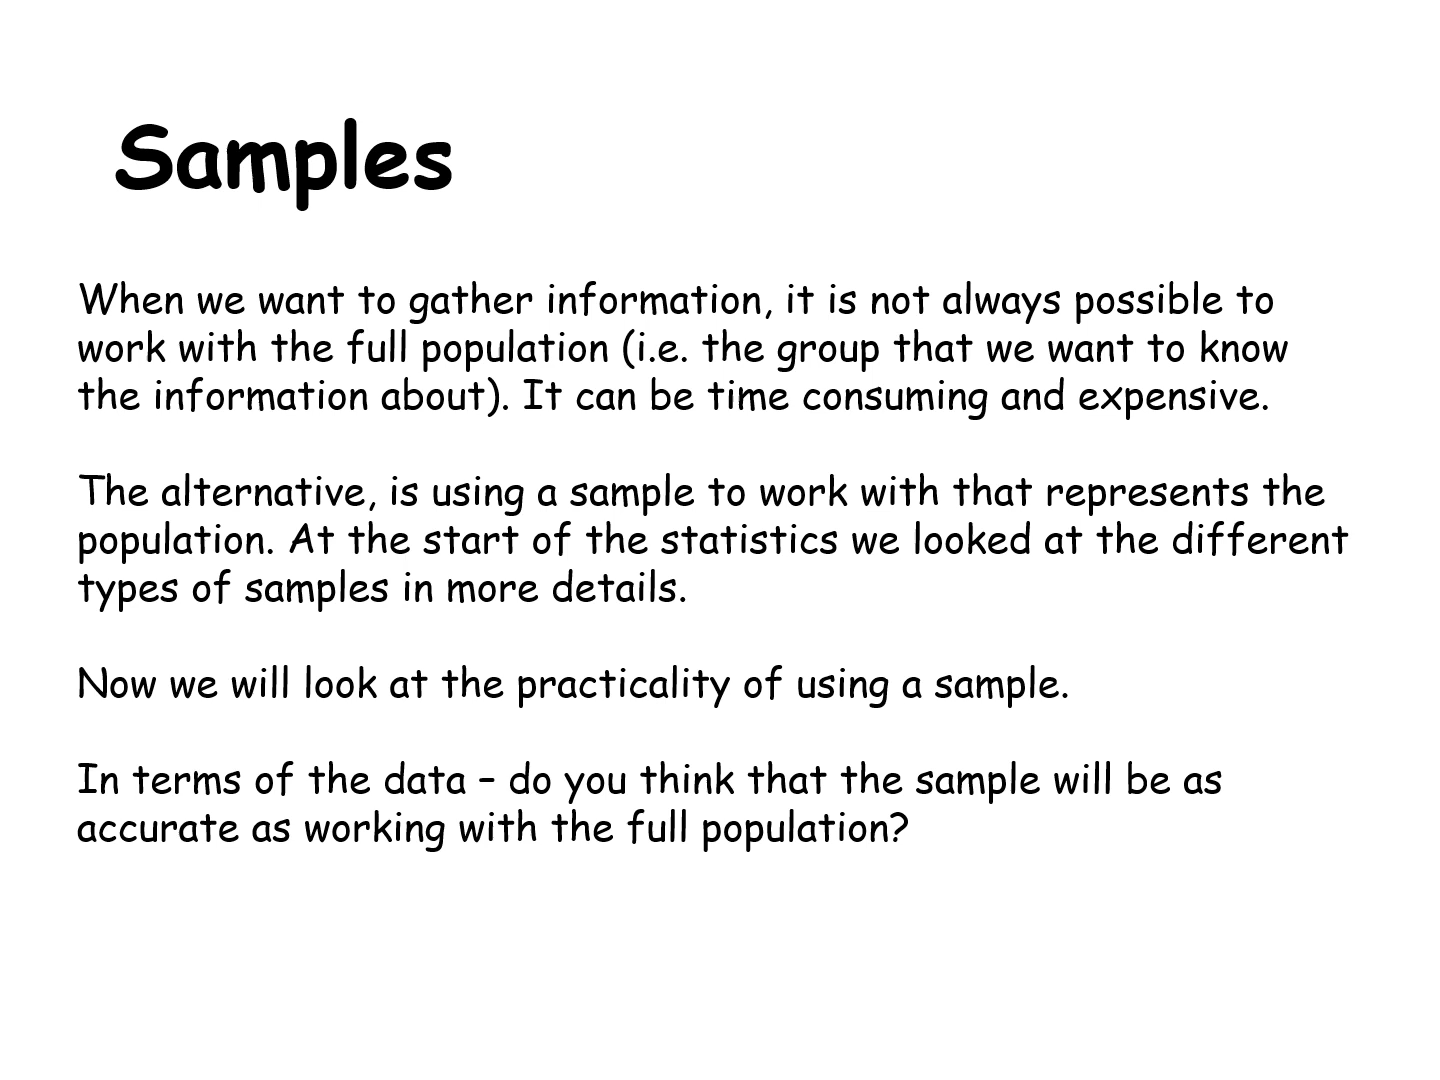 Samples
When we want to gather information, it is not always possible to
work with the full population (i.e. the group that we want to know
the information about). It can be time consuming and expensive.
The alternative, is using a sample to work with that represents the
population. At the start of the statistics we looked at the different
types of samples in more details.
Now we will look at the practicality of using a sample.
In terms of the data – do you think that the sample will be as
accurate as working with the full population?